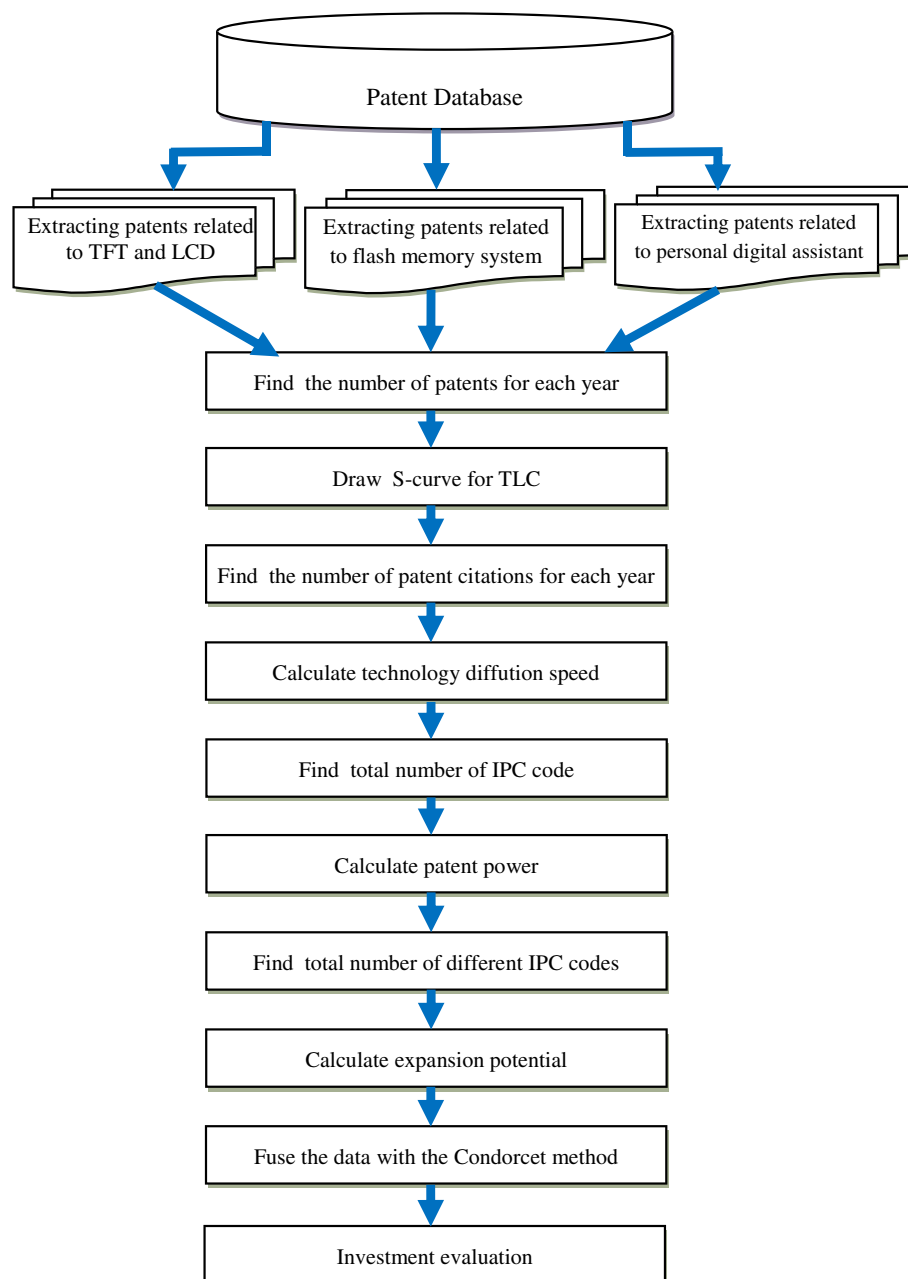 Patent Database
Extracting patents related
to TFT and LCD
Extracting patents related
to flash memory system
Extracting patents related
to personal digital assistant
Find the number of patents for each year
Draw S-curve for TLC
Find the number of patent citations for each year
Calculate technology diffution speed
Find total number of IPC code
Calculate patent power
Find total number of different IPC codes
Calculate expansion potential
Fuse the data with the Condorcet method
Investment evaluation